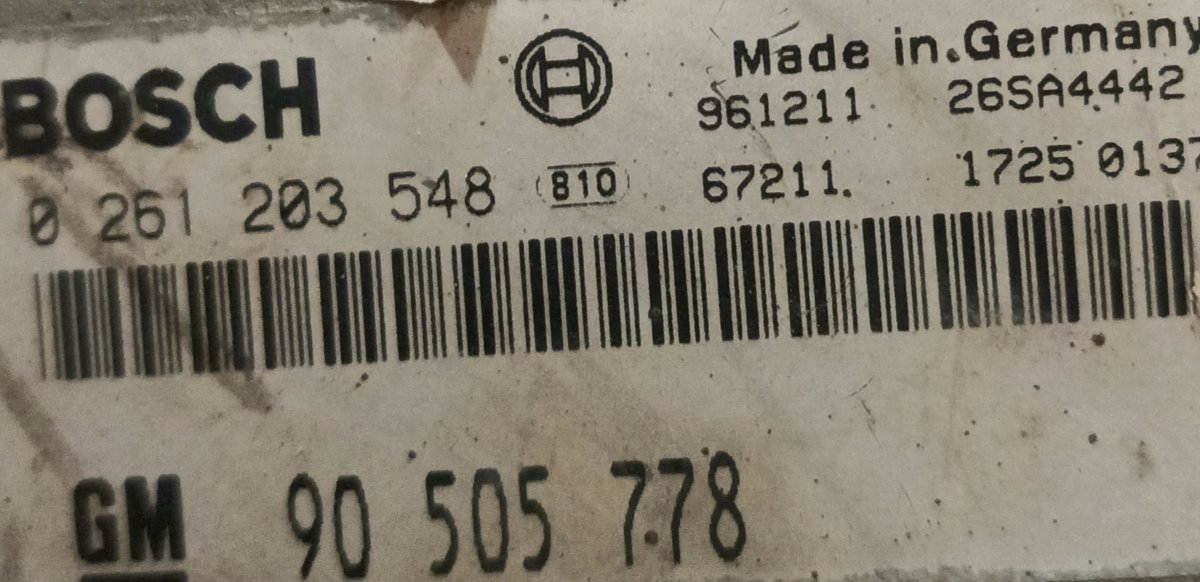 BOSCH
Made in Germany
961211 26SA4442
0 261 203 548 810 67211 1725 0137
GM 90 505 778